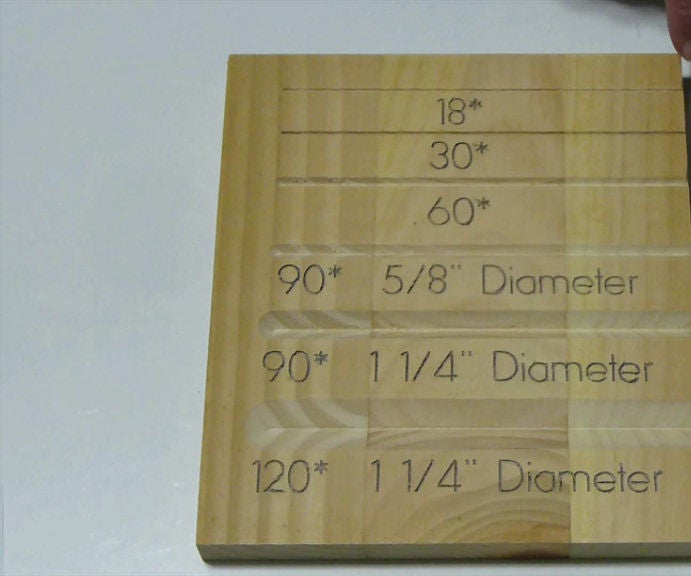 18*
30*
60*
90* 5/8" Diameter
90* 1 1/4" Diameter
120* 1 1/4" Diameter